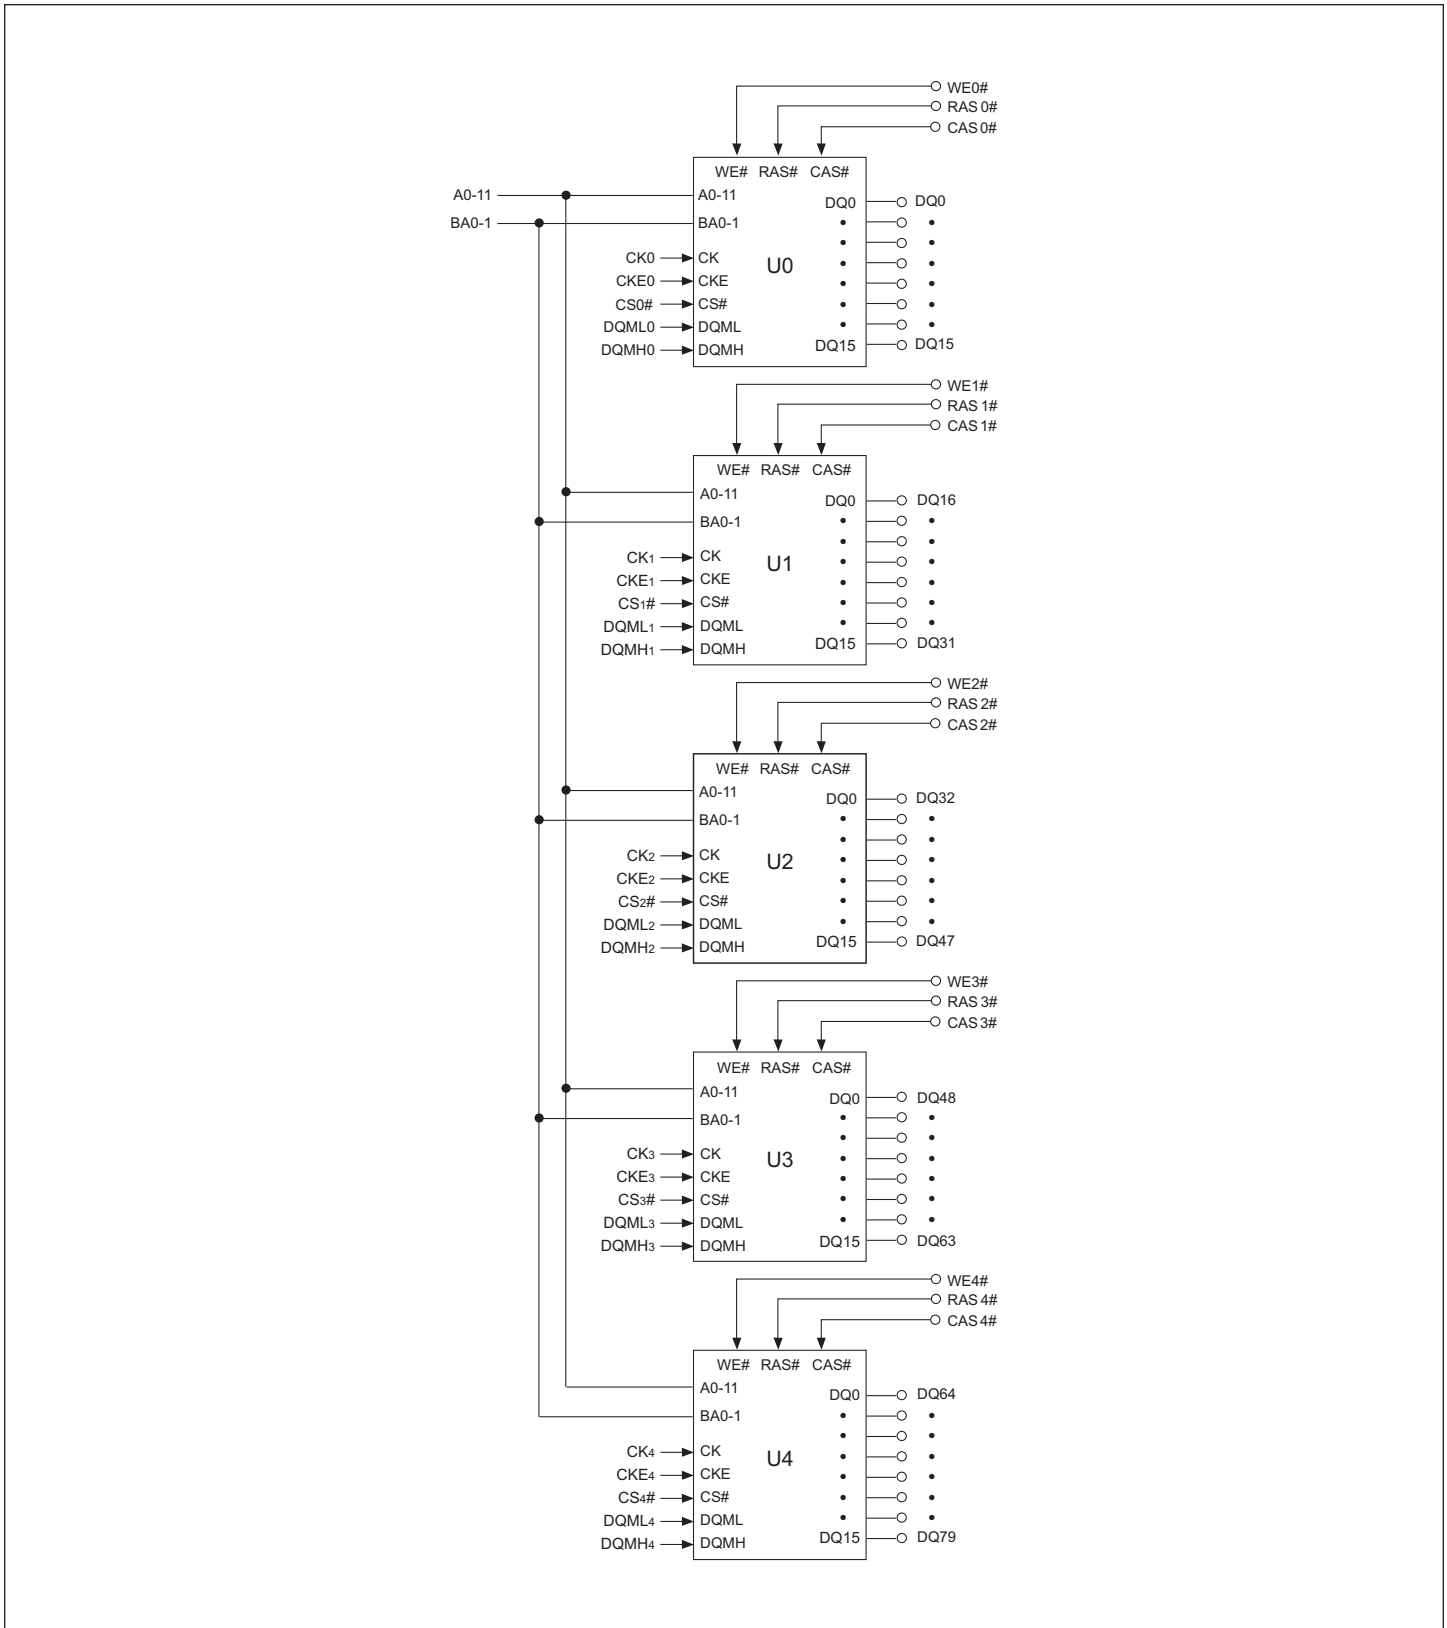 WE0#
RAS 0#
CAS 0#
WE# RAS# CAS#
A0-11 A0-11
DQ0 DQ0
BA0-1 BA0-1
CK0 CK
U0
CKE0 CKE
CS0# CS#
DQML0 DQML
DQMH0 DQMH
DQ15 DQ15
WE1#
RAS 1#
CAS 1#
WE# RAS# CAS#
A0-11
DQ0 DQ16
BA0-1
CK1 CK
U1
CKE1 CKE
CS1# CS#
DQML1 DQML
DQMH1 DQMH
DQ15 DQ31
WE2#
RAS 2#
CAS 2#
WE# RAS# CAS#
A0-11
DQ0 DQ32
BA0-1
CK2 CK
U2
CKE2 CKE
CS2# CS#
DQML2 DQML
DQMH2 DQMH
DQ15 DQ47
WE3#
RAS 3#
CAS 3#
WE# RAS# CAS#
A0-11
DQ0 DQ48
BA0-1
CK3 CK
U3
CKE3 CKE
CS3# CS#
DQML3 DQML
DQMH3 DQMH
DQ15 DQ63
WE4#
RAS 4#
CAS 4#
WE# RAS# CAS#
A0-11
DQ0 DQ64
BA0-1
CK4 CK
U4
CKE4 CKE
CS4# CS#
DQML4 DQML
DQMH4 DQMH
DQ15 DQ79